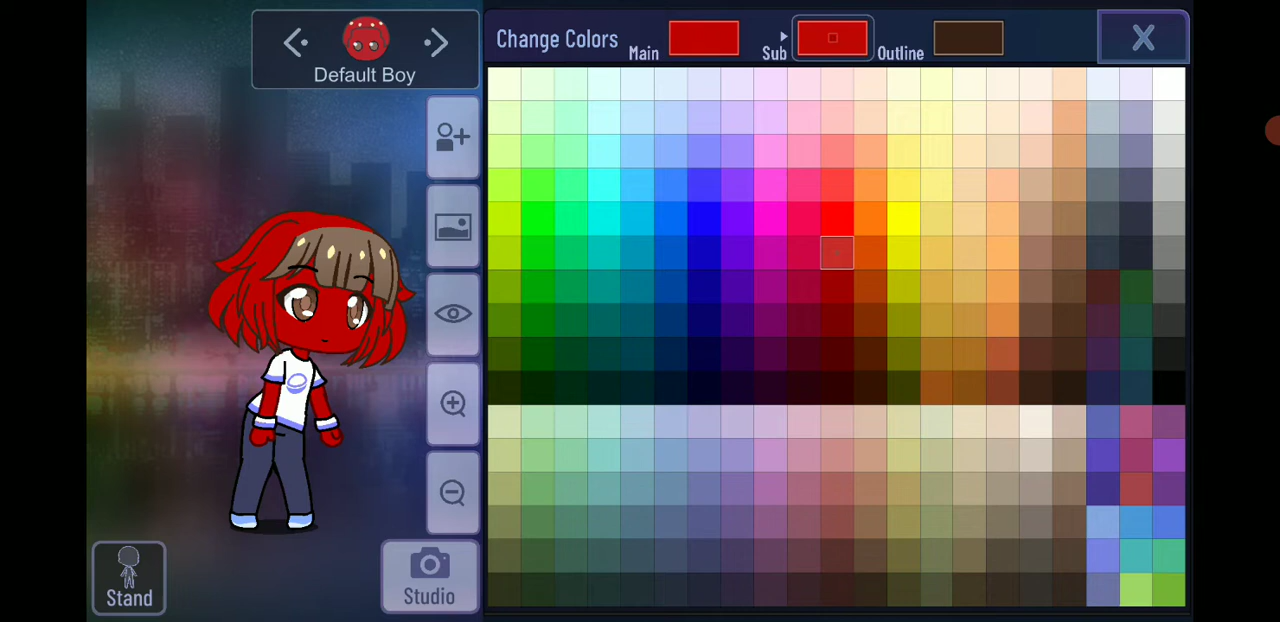 Default Boy
Change Colors
Main
Sub
Outline
Stand
Studio